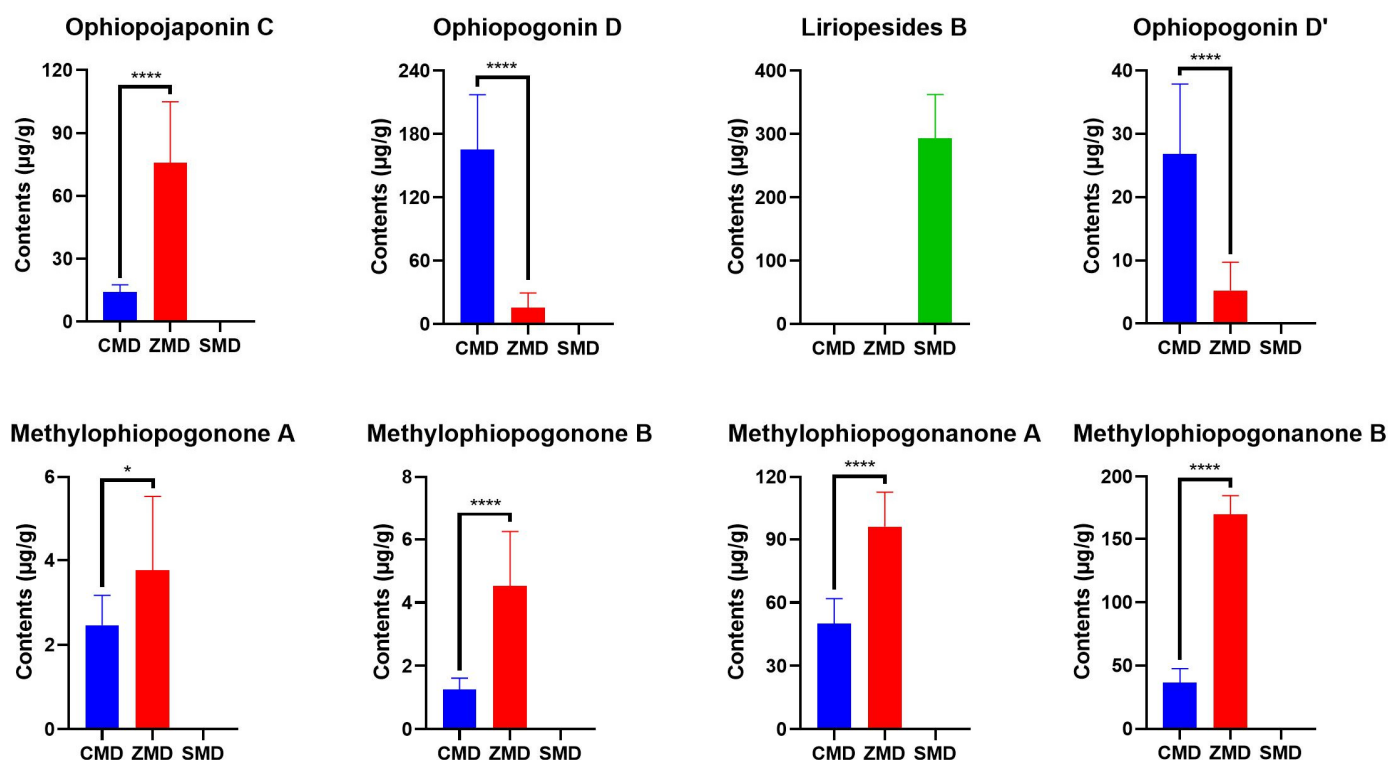 Ophiopojaponin C
Contents (µg/g)
120
90
60
30
0
****
CMD ZMD SMD
Ophiopogonin D
Contents (µg/g)
240
180
120
60
0
****
CMD ZMD SMD
Liriopesides B
Contents (µg/g)
400
300
200
100
0
CMD ZMD SMD
Ophiopogonin D'
Contents (µg/g)
40
30
20
10
0
****
CMD ZMD SMD
Methylophiopogonone A
Contents (µg/g)
6
4
2
0
*
CMD ZMD SMD
Methylophiopogonone B
Contents (µg/g)
8
6
4
2
0
****
CMD ZMD SMD
Methylophiopogonanone A
Contents (µg/g)
120
90
60
30
0
****
CMD ZMD SMD
Methylophiopogonanone B
Contents (µg/g)
200
150
100
50
0
****
CMD ZMD SMD